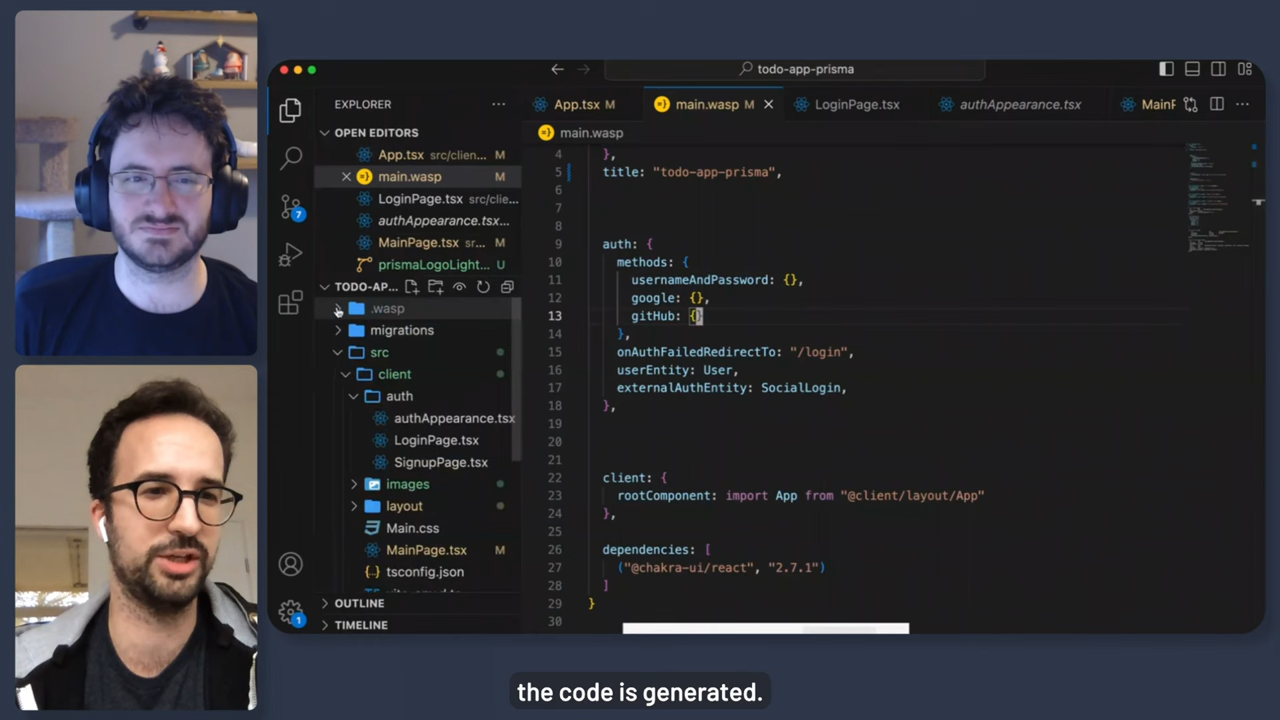 todo-app-prisma
EXPLORER
App.tsx M
main.wasp M
LoginPage.tsx
authAppearance.tsx
MainF
OPEN EDITORS
App.tsx src/clien... M
main.wasp M
LoginPage.tsx src/clie...
authAppearance.tsx...
MainPage.tsx sr... M
prismaLogoLight... U
TODO-AP...
.wasp
migrations
src
client
auth
authAppearance.tsx
LoginPage.tsx
SignupPage.tsx
images
layout
Main.css
MainPage.tsx M
tsconfig.json
OUTLINE
TIMELINE
7
1
main.wasp
4 },
5 title: "todo-app-prisma",
6
7
8
9 auth: {
10 methods: {
11 usernameAndPassword: {},
12 google: {},
13 gitHub: {}
14 },
15 onAuthFailedRedirectTo: "/login",
16 userEntity: User,
17 externalAuthEntity: SocialLogin,
18 },
19
20
21
22 client: {
23 rootComponent: import App from "@client/layout/App"
24 },
25
26 dependencies: [
27 ("@chakra-ui/react", "2.7.1")
28 ]
29 }
30
the code is generated.